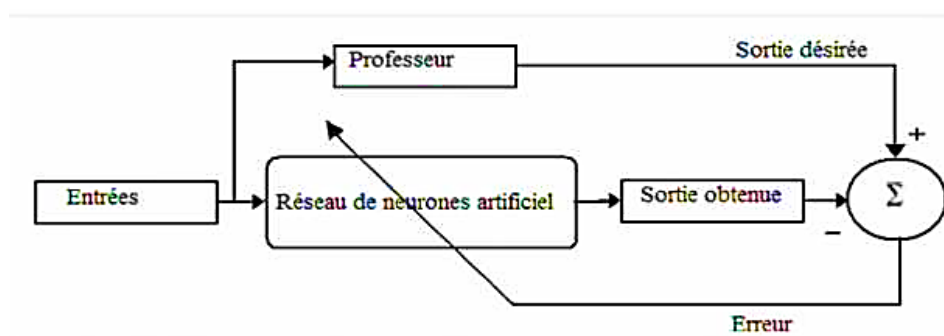 Professeur
Sortie désirée
+
Entrées
Réseau de neurones artificiel
Sortie obtenue
Σ
−
Erreur